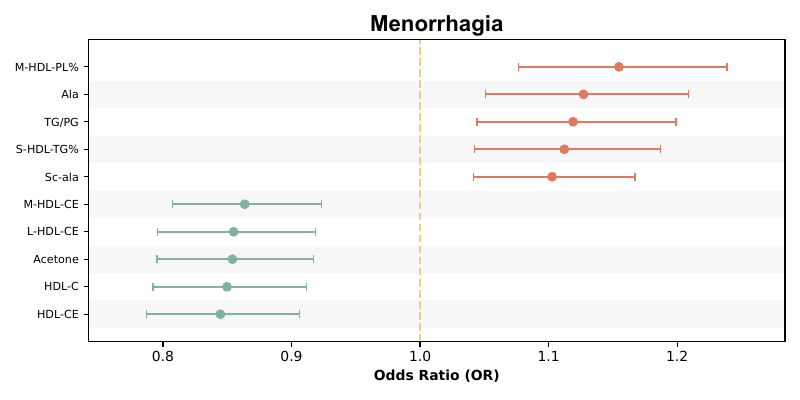 Menorrhagia
M-HDL-PL%
Ala
TG/PG
S-HDL-TG%
Sc-ala
M-HDL-CE
L-HDL-CE
Acetone
HDL-C
HDL-CE
0.8 0.9 1.0 1.1 1.2
Odds Ratio (OR)